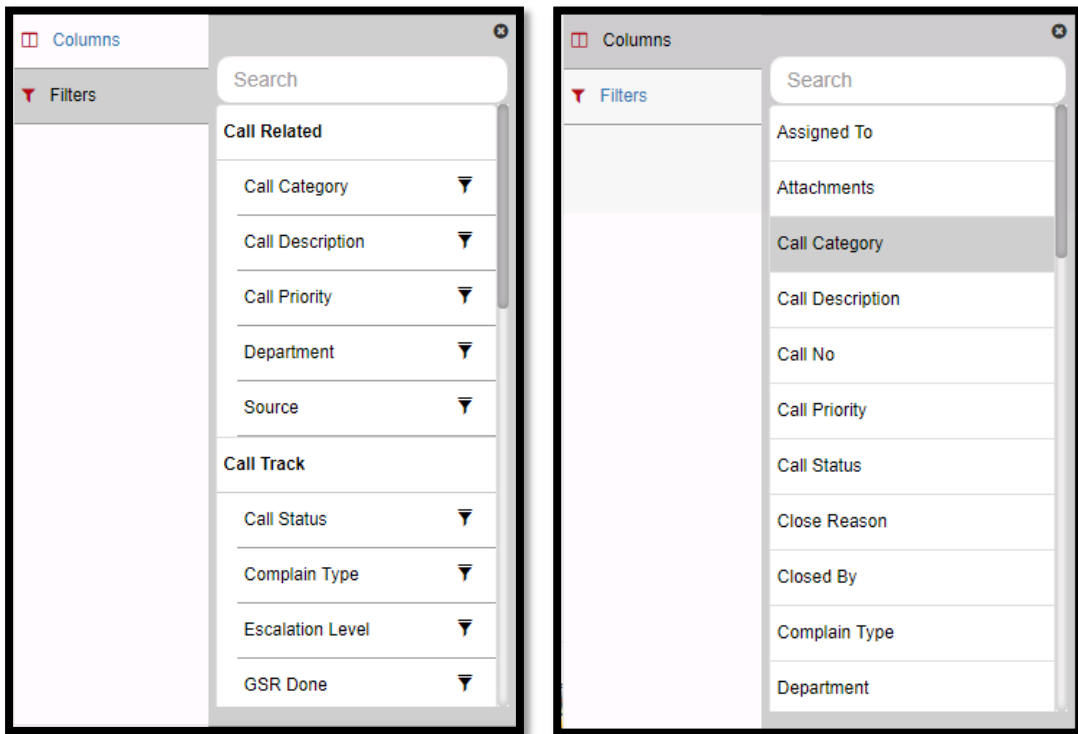 Columns
Filters
Search
Call Related
Call Category
Call Description
Call Priority
Department
Source
Call Track
Call Status
Complain Type
Escalation Level
GSR Done
Columns
Filters
Search
Assigned To
Attachments
Call Category
Call Description
Call No
Call Priority
Call Status
Close Reason
Closed By
Complain Type
Department